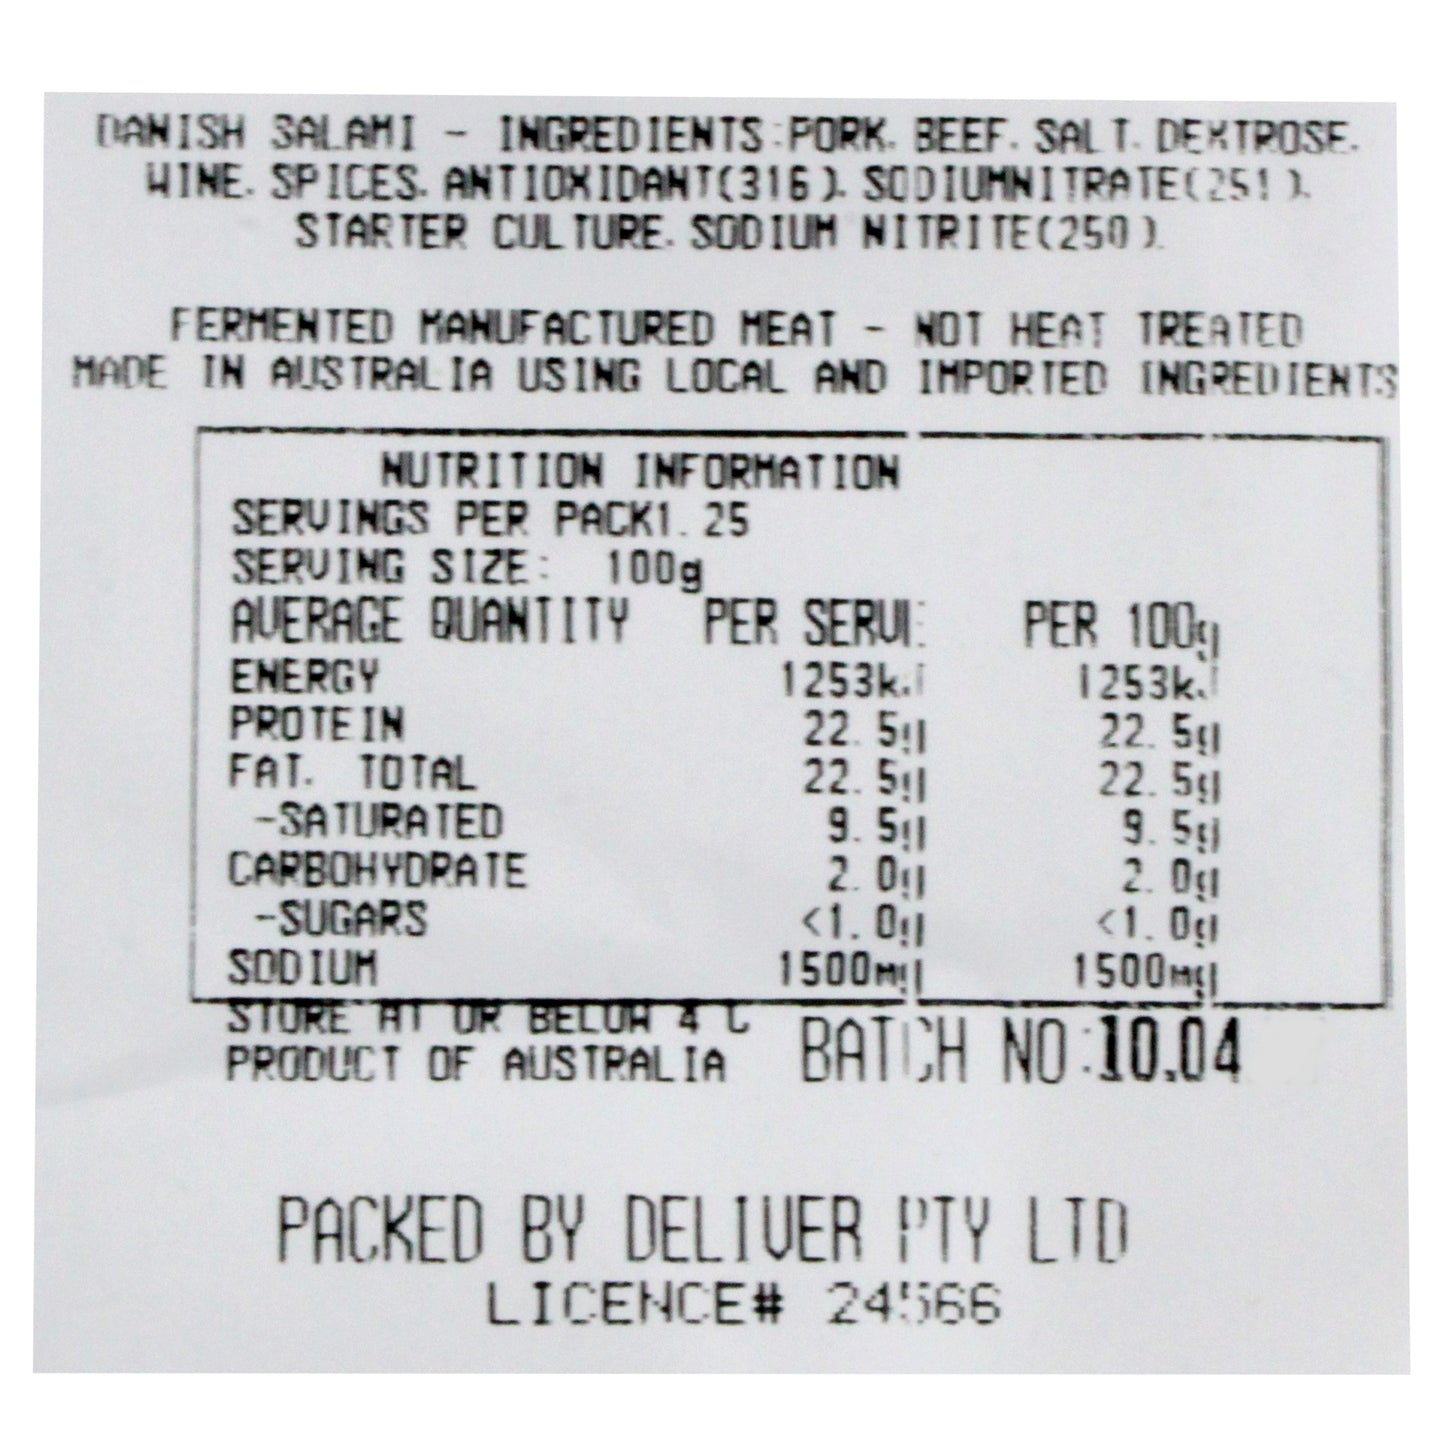 DANISH SALAMI - INGREDIENTS:PORK. BEEF. SALT. DEXTROSE.
WINE. SPICES. ANTIOXIDANT(316). SODIUMNITRATE(251).
STARTER CULTURE. SODIUM NITRITE(250).
FERMENTED MANUFACTURED MEAT - NOT HEAT TREATED
MADE IN AUSTRALIA USING LOCAL AND IMPORTED INGREDIENTS
NUTRITION INFORMATION
SERVINGS PER PACK1.25
SERVING SIZE: 100g
AVERAGE QUANTITY PER SERVI PER 100g
ENERGY 1253kJ 1253kJ
PROTEIN 22.5g 22.5g
FAT. TOTAL 22.5g 22.5g
-SATURATED 9.5g 9.5g
CARBOHYDRATE 2.0g 2.0g
-SUGARS <1.0g <1.0g
SODIUM 1500mg 1500mg
STORE AT OR BELOW 4 C
PRODUCT OF AUSTRALIA BATCH NO:10.04
PACKED BY DELIVER PTY LTD
LICENCE# 24566